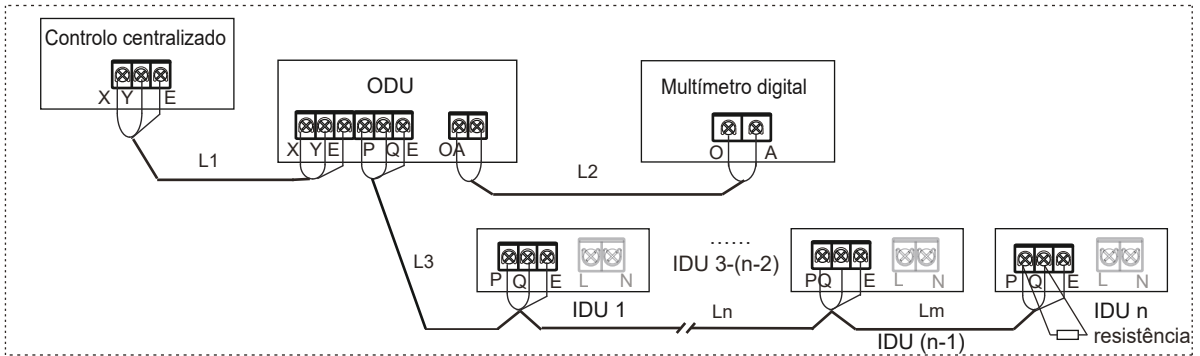 Controlo centralizado
X Y E
ODU
X Y E P Q E O A
Multímetro digital
O A
L1
L2
L3
P Q E L N
IDU 1
......
IDU 3-(n-2)
Ln
P Q E L N
Lm
IDU (n-1)
P Q E L N
IDU n
resistência